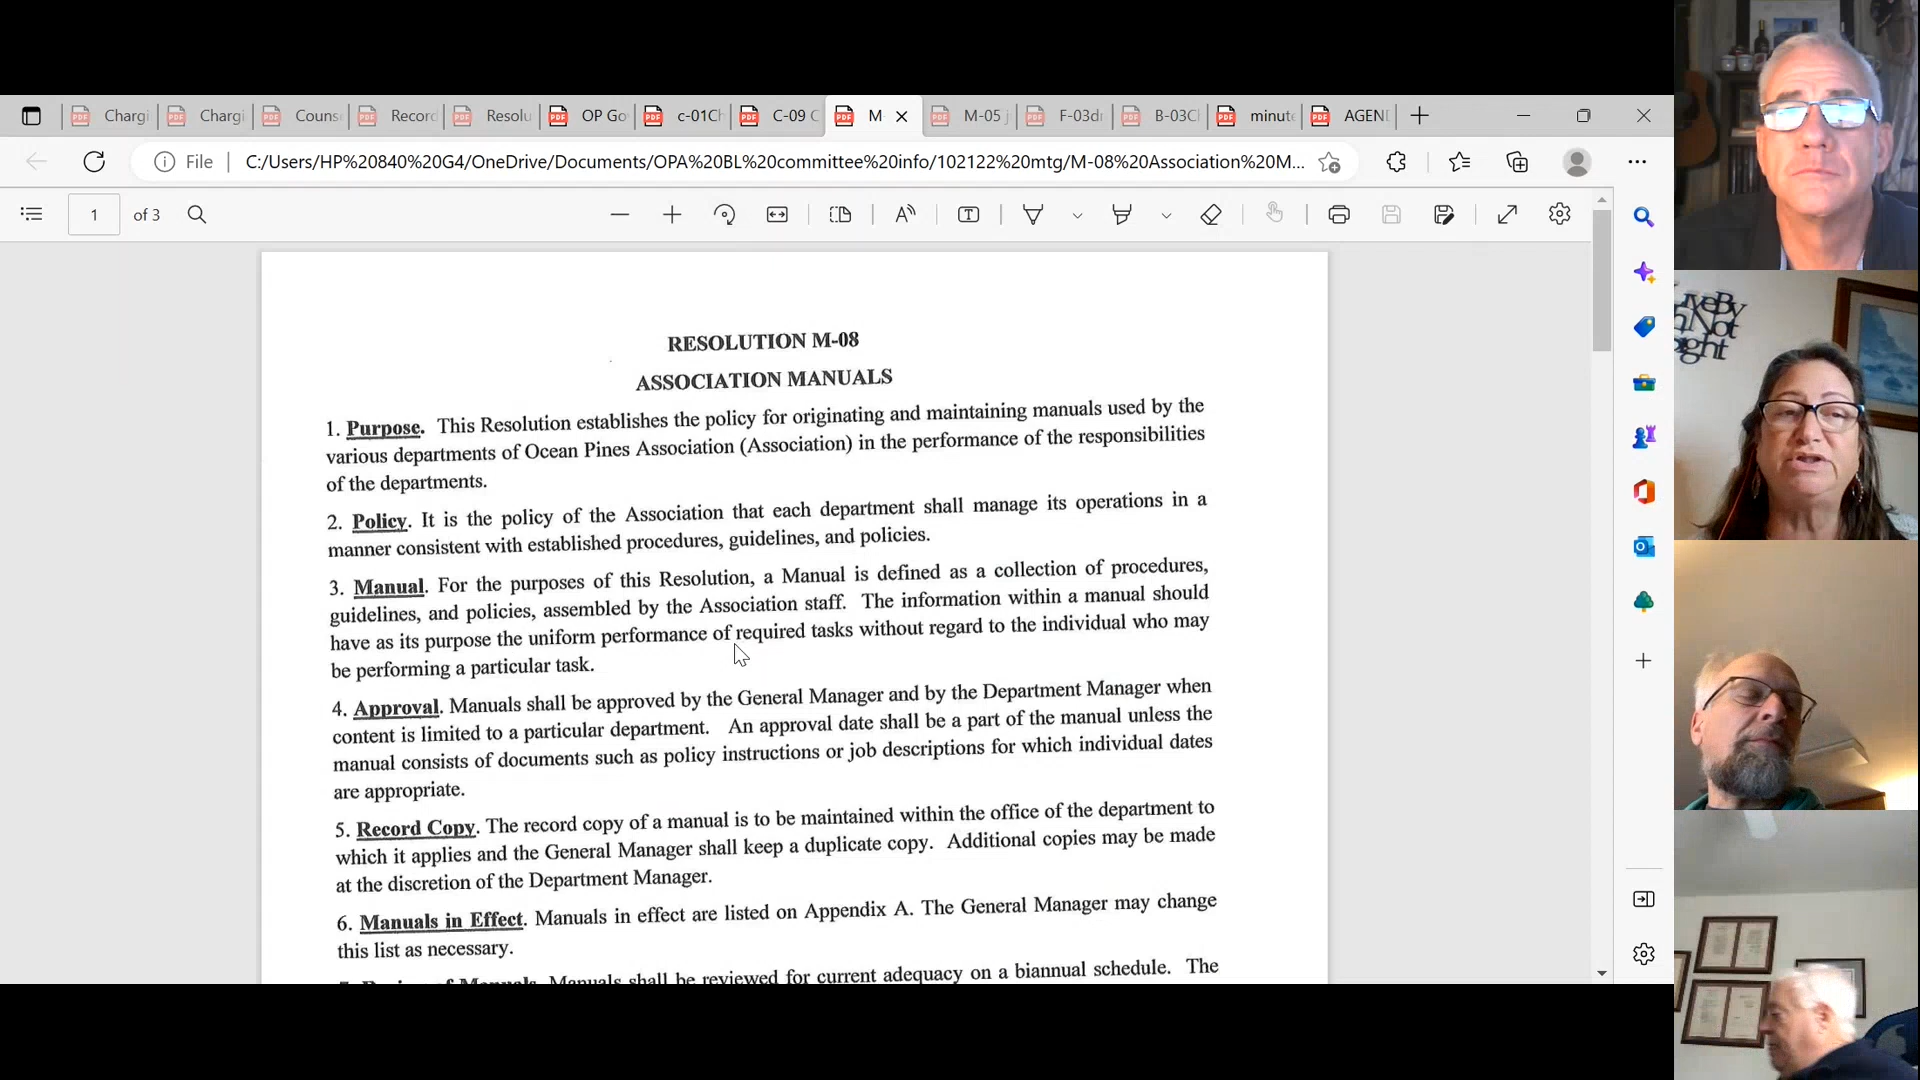 Chargi
Chargi
Couns
Record
Resolu
OP Go
c-01Ch
C-09 C
M
M-05 j
F-03dr
B-03Cl
minute
AGEND
File
C:/Users/HP%20840%20G4/OneDrive/Documents/OPA%20BL%20committee%20info/102122%20mtg/M-08%20Association%20M...
1
of 3
RESOLUTION M-08
ASSOCIATION MANUALS
1. Purpose. This Resolution establishes the policy for originating and maintaining manuals used by the
various departments of Ocean Pines Association (Association) in the performance of the responsibilities
of the departments.
2. Policy. It is the policy of the Association that each department shall manage its operations in a
manner consistent with established procedures, guidelines, and policies.
3. Manual. For the purposes of this Resolution, a Manual is defined as a collection of procedures,
guidelines, and policies, assembled by the Association staff. The information within a manual should
have as its purpose the uniform performance of required tasks without regard to the individual who may
be performing a particular task.
4. Approval. Manuals shall be approved by the General Manager and by the Department Manager when
content is limited to a particular department. An approval date shall be a part of the manual unless the
manual consists of documents such as policy instructions or job descriptions for which individual dates
are appropriate.
5. Record Copy. The record copy of a manual is to be maintained within the office of the department to
which it applies and the General Manager shall keep a duplicate copy. Additional copies may be made
at the discretion of the Department Manager.
6. Manuals in Effect. Manuals in effect are listed on Appendix A. The General Manager may change
this list as necessary.
7. Review of Manuals. Manuals shall be reviewed for current adequacy on a biannual schedule. The